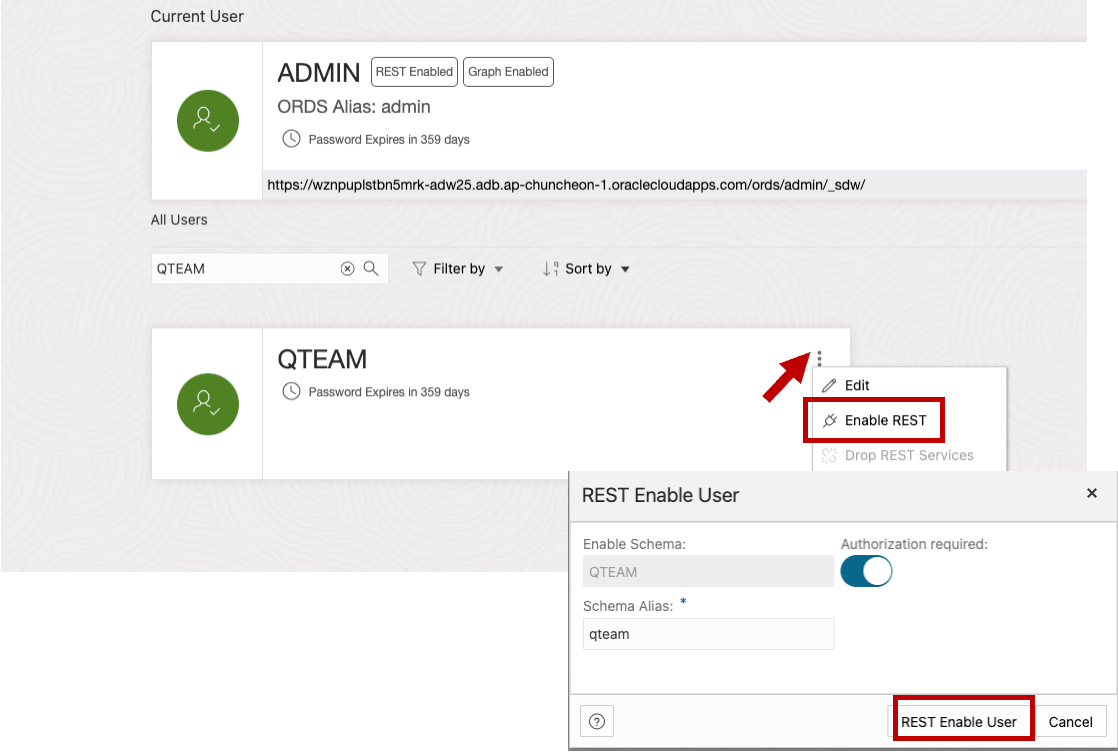 Current User
ADMIN REST Enabled Graph Enabled
ORDS Alias: admin
Password Expires in 359 days
https://wznpuplstbn5mrk-adw25.adb.ap-chuncheon-1.oraclecloudapps.com/ords/admin/_sdw/
All Users
QTEAM Filter by Sort by
QTEAM
Password Expires in 359 days
Edit
Enable REST
Drop REST Services
REST Enable User
Enable Schema: Authorization required:
QTEAM
Schema Alias: *
qteam
REST Enable User Cancel